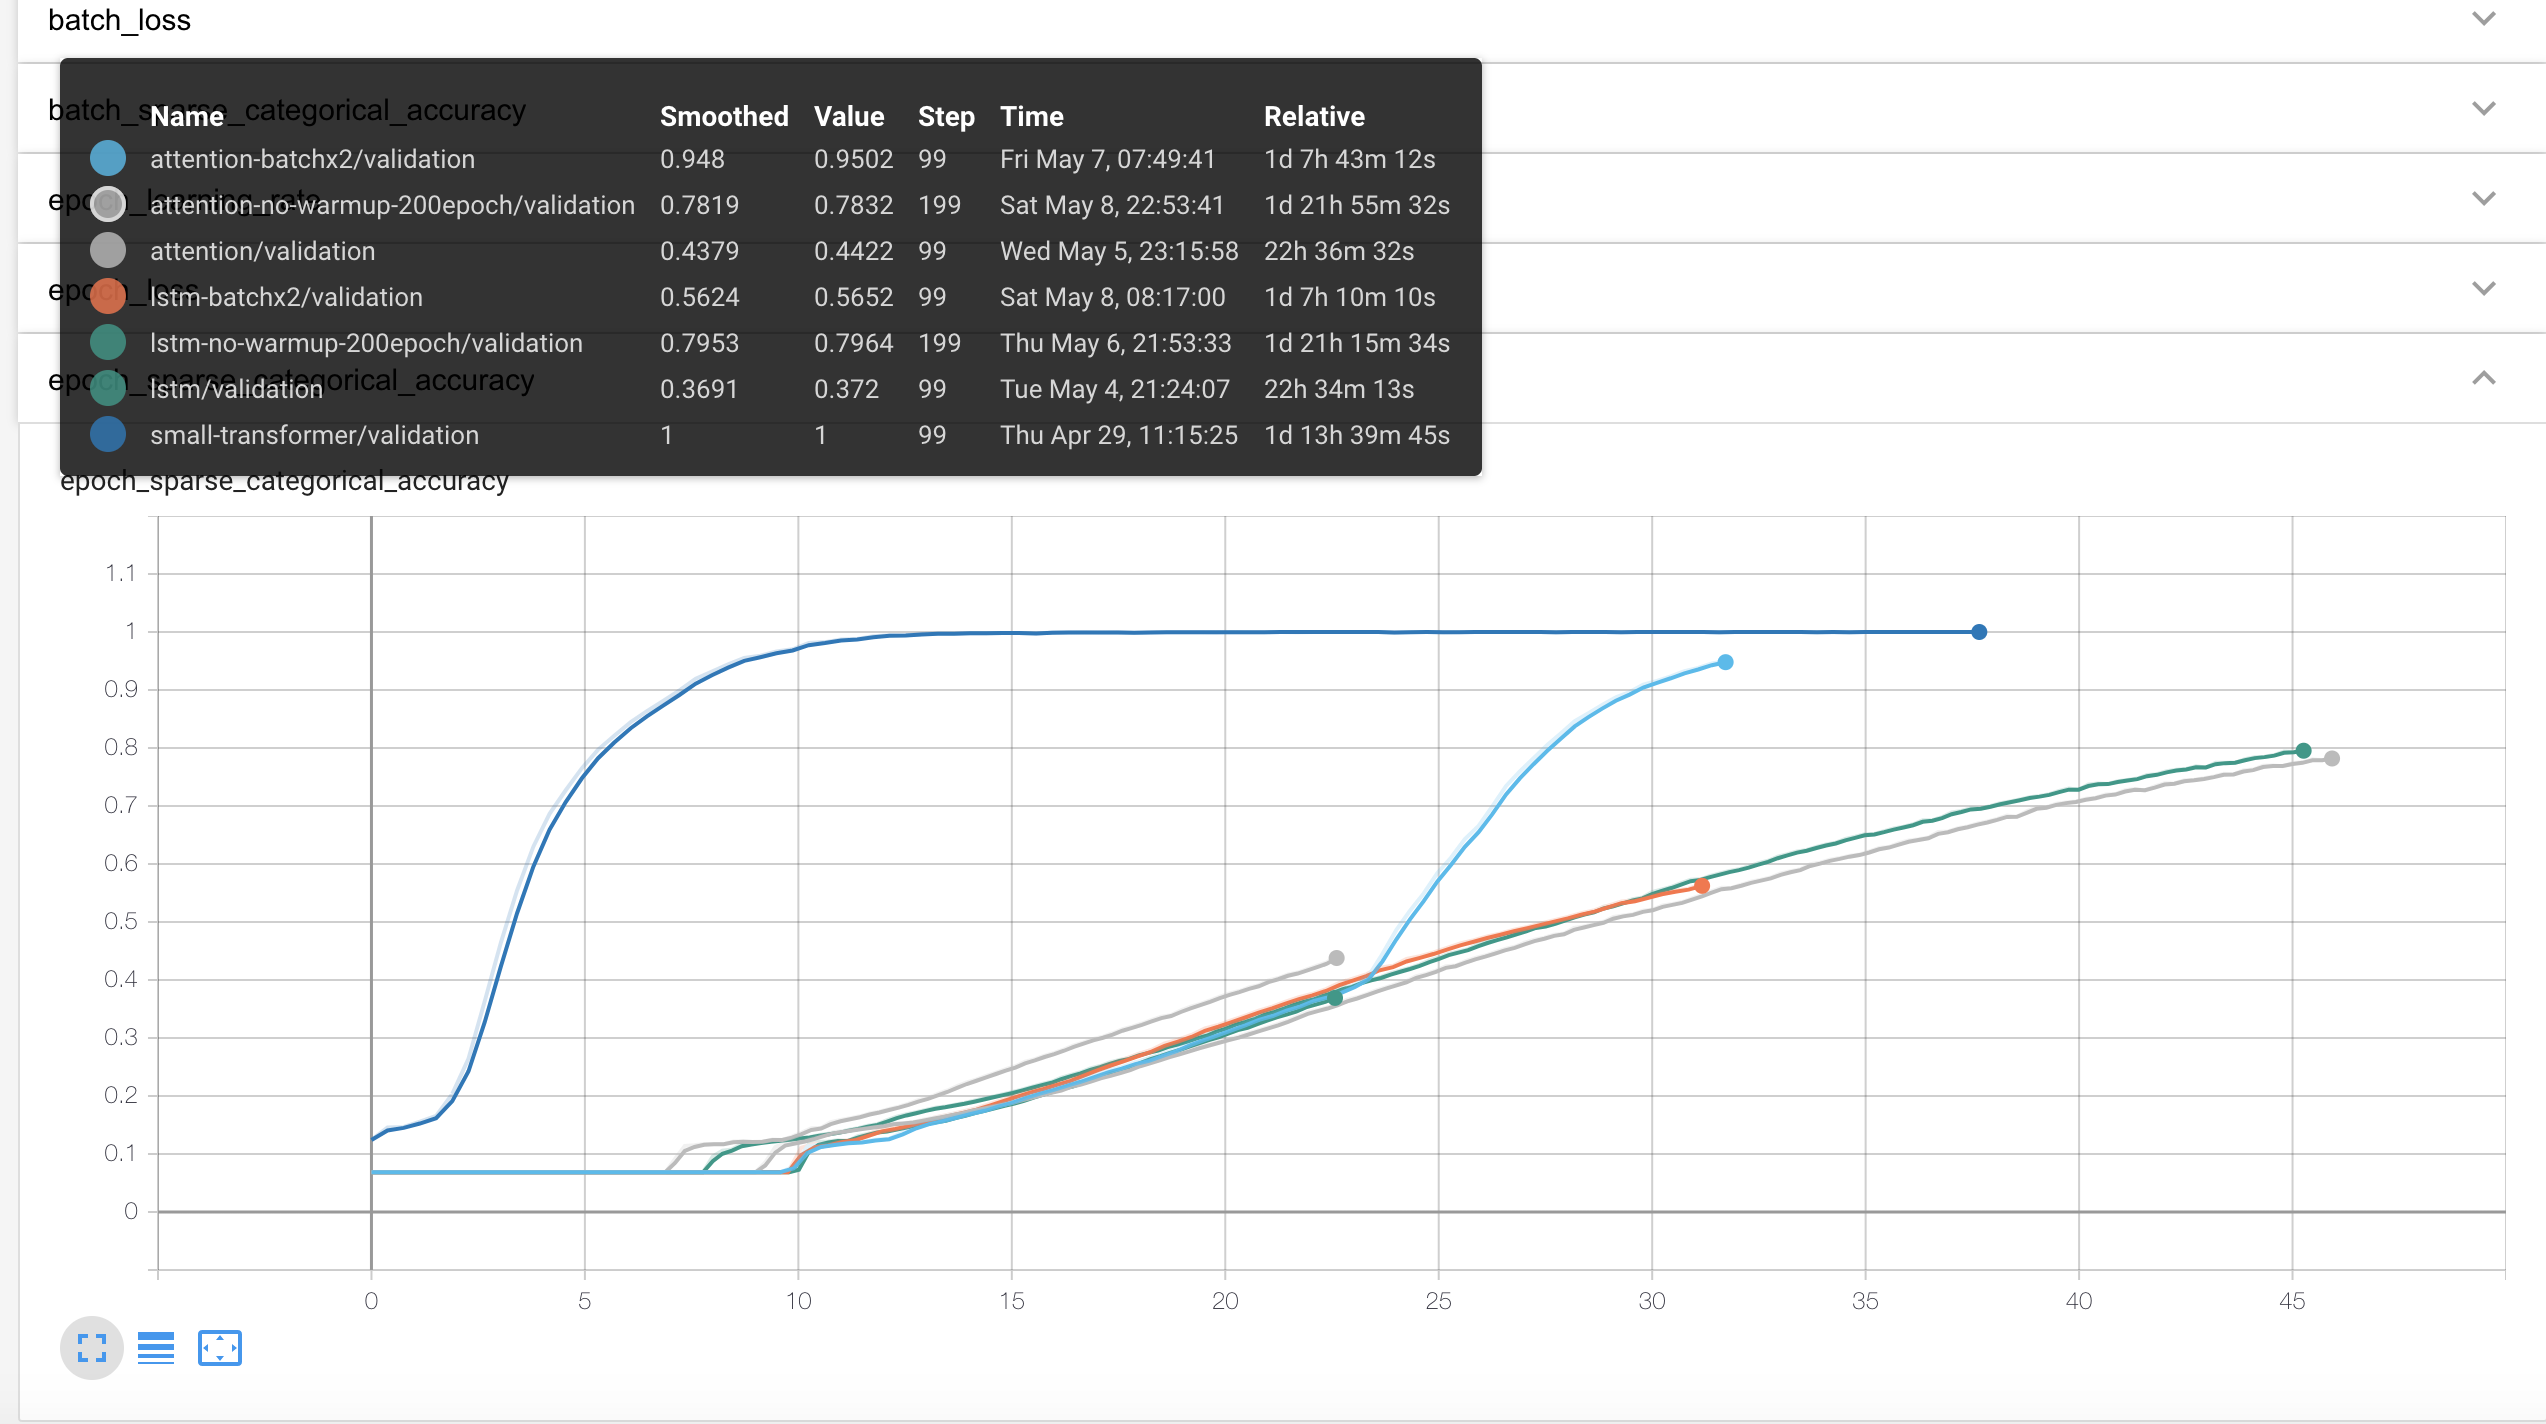 batch_loss
batch_sparse_categorical_accuracy
Name Smoothed Value Step Time Relative
attention-batchx2/validation 0.948 0.9502 99 Fri May 7, 07:49:41 1d 7h 43m 12s
epoch_learning_rate
attention-no-warmup-200epoch/validation 0.7819 0.7832 199 Sat May 8, 22:53:41 1d 21h 55m 32s
attention/validation 0.4379 0.4422 99 Wed May 5, 23:15:58 22h 36m 32s
epoch_loss
lstm-batchx2/validation 0.5624 0.5652 99 Sat May 8, 08:17:00 1d 7h 10m 10s
lstm-no-warmup-200epoch/validation 0.7953 0.7964 199 Thu May 6, 21:53:33 1d 21h 15m 34s
epoch_sparse_categorical_accuracy
lstm/validation 0.3691 0.372 99 Tue May 4, 21:24:07 22h 34m 13s
small-transformer/validation 1 1 99 Thu Apr 29, 11:15:25 1d 13h 39m 45s
epoch_sparse_categorical_accuracy
1.1
1
0.9
0.8
0.7
0.6
0.5
0.4
0.3
0.2
0.1
0
0 5 10 15 20 25 30 35 40 45